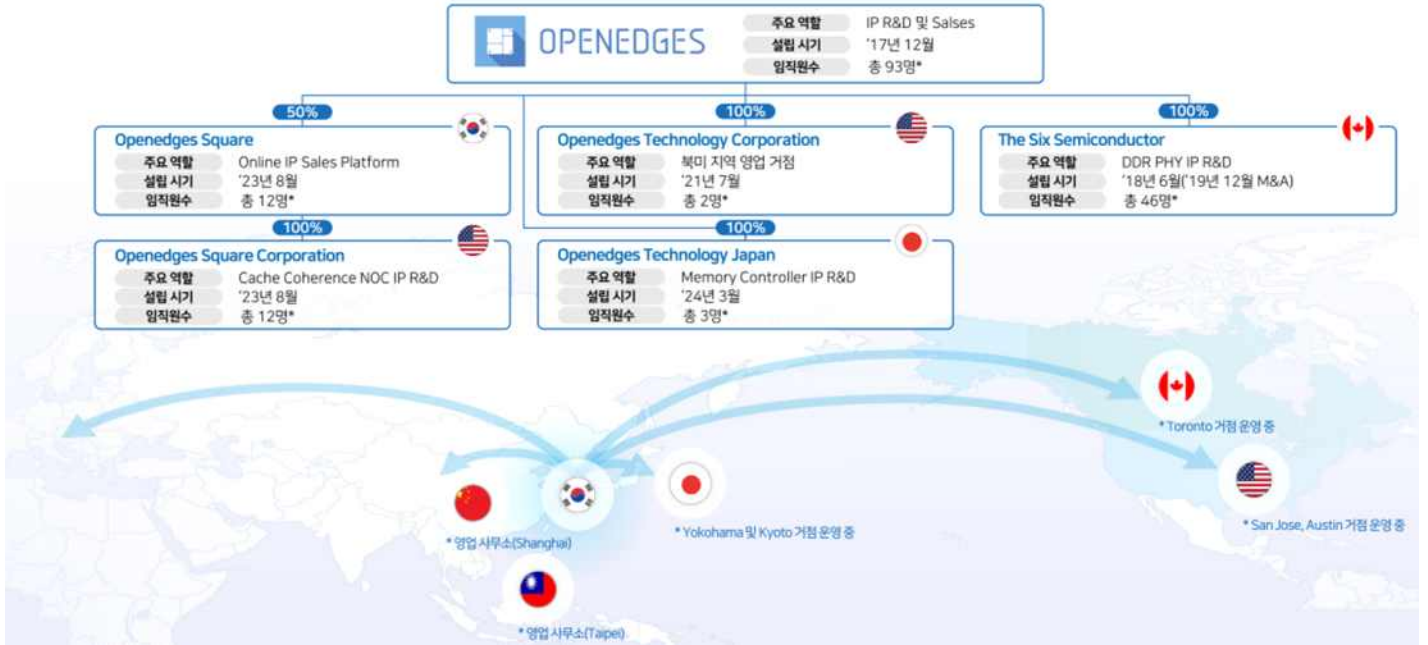 OPENEDGES
주요 역할 IP R&D 및 Salses
설립 시기 '17년 12월
임직원수 총 93명*
50%
Openedges Square
주요 역할 Online IP Sales Platform
설립 시기 '23년 8월
임직원수 총 12명*
100%
Openedges Technology Corporation
주요 역할 북미 지역 영업 거점
설립 시기 '21년 7월
임직원수 총 2명*
100%
The Six Semiconductor
주요 역할 DDR PHY IP R&D
설립 시기 '18년 6월('19년 12월 M&A)
임직원수 총 46명*
100%
Openedges Square Corporation
주요 역할 Cache Coherence NOC IP R&D
설립 시기 '23년 8월
임직원수 총 12명*
100%
Openedges Technology Japan
주요 역할 Memory Controller IP R&D
설립 시기 '24년 3월
임직원수 총 3명*
* Toronto 거점 운영 중
* San Jose, Austin 거점 운영 중
* Yokohama 및 Kyoto 거점 운영 중
* 영업 사무소(Shanghai)
* 영업 사무소(Taipei)